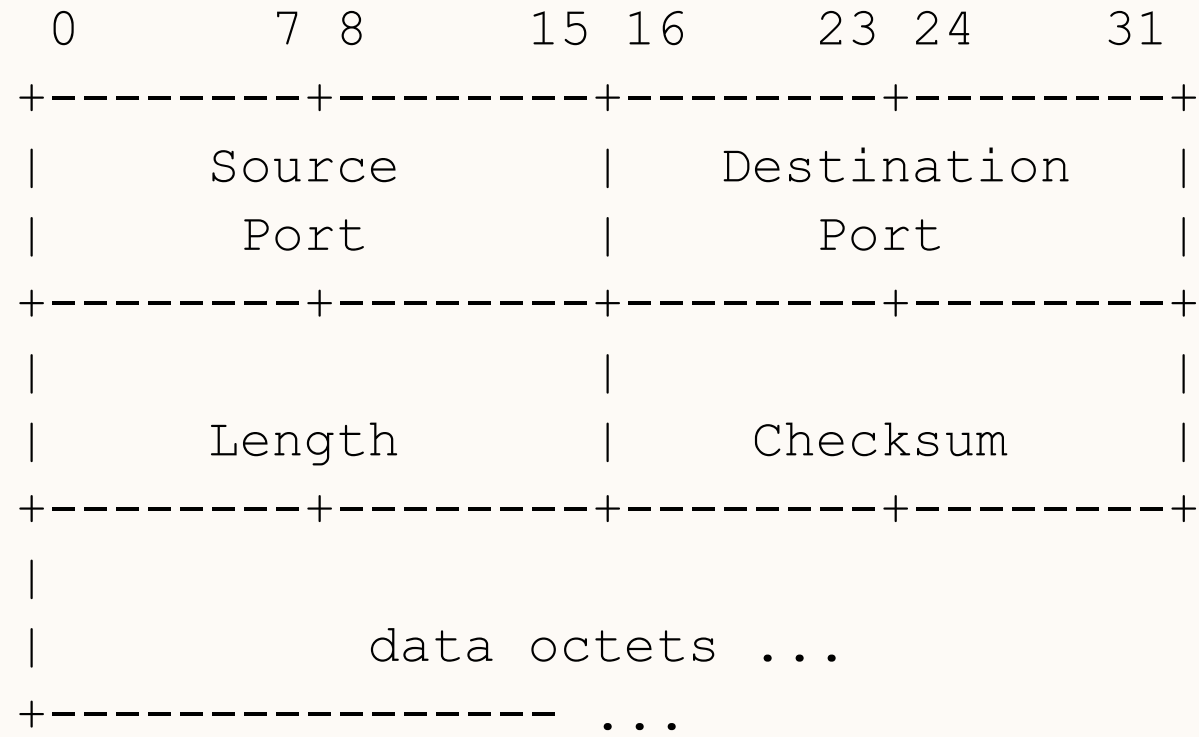 0      7 8     15 16    23 24    31
+--------+--------+--------+--------+
|     Source      |   Destination   |
|      Port       |      Port       |
+--------+--------+--------+--------+
|                 |                 |
|     Length      |    Checksum     |
+--------+--------+--------+--------+
|
|          data octets ...
+---------------- ...